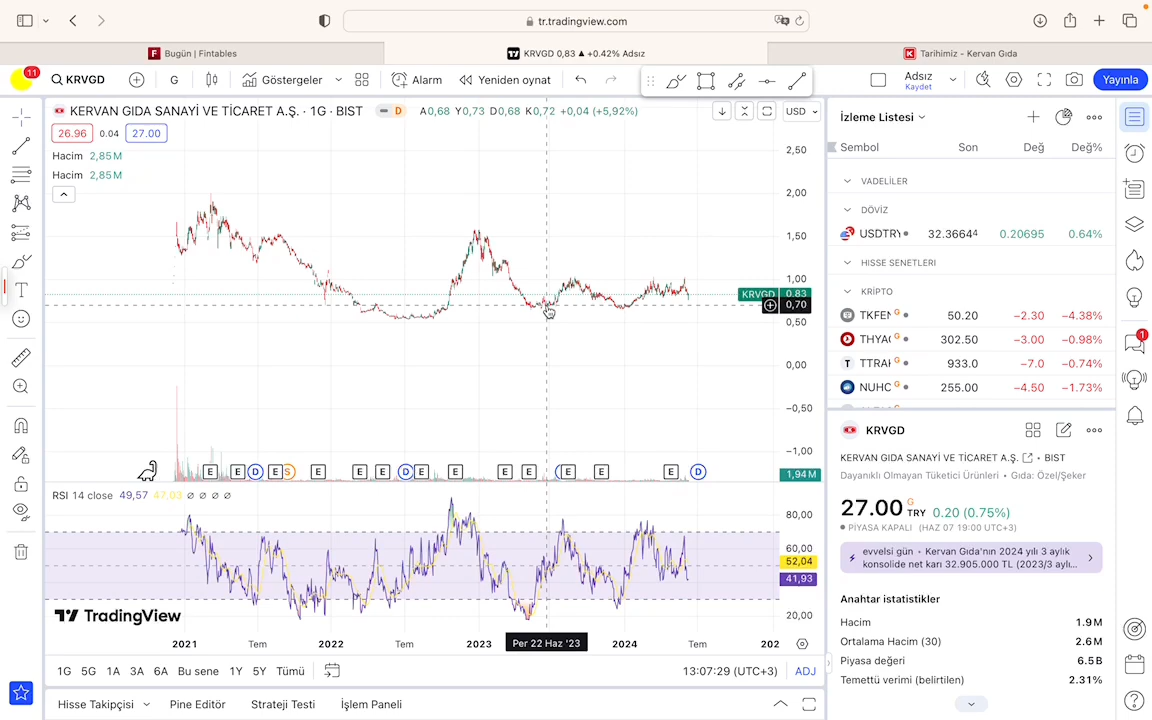 tr.tradingview.com
Bugün | Fintables
KRVGD 0,83 ▲ +0.42% Adsız
Tarihimiz - Kervan Gıda
11
KRVGD
G
Göstergeler
Alarm
Yeniden oynat
Adsız
Kaydet
Yayınla
KERVAN GIDA SANAYİ VE TİCARET A.Ş. · 1G · BIST
D
A0,68 Y0,73 D0,68 K0,72 +0,04 (+5,92%)
USD
26.96 0.04 27.00
Hacim 2,85M
Hacim 2,85M
2,50
2,00
1,50
1,00
KRVGD 0,83
0,70
0,50
0,00
−0,50
−1,00
1,94M
E E D E S E E E D E E E E E E E D
RSI 14 close 49,57 47,03 ∅ ∅ ∅ ∅
80,00
60,00
52,04
41,93
20,00
TradingView
2021 Tem 2022 Tem 2023 Per 22 Haz '23 2024 Tem 202
1G 5G 1A 3A 6A Bu sene 1Y 5Y Tümü
13:07:29 (UTC+3) ADJ
Hisse Takipçisi Pine Editör Strateji Testi İşlem Paneli
İzleme Listesi
Sembol Son Değ Değ%
VADELİLER
DÖVİZ
USDTRY 32.3664⁴ 0.20695 0.64%
HISSE SENETLERI
KRİPTO
TKFEN G 50.20 −2.30 −4.38%
THYAO G 302.50 −3.00 −0.98%
T TTRAK G 933.0 −7.0 −0.74%
NUHC G 255.00 −4.50 −1.73%
1
KRVGD
KERVAN GIDA SANAYİ VE TİCARET A.Ş. • BIST
Dayanıklı Olmayan Tüketici Ürünleri • Gıda: Özel/Şeker
27.00 G TRY 0.20 (0.75%)
PİYASA KAPALI (HAZ 07 19:00 UTC+3)
evvelsi gün • Kervan Gıda'nın 2024 yılı 3 aylık
konsolide net karı 32.905.000 TL (2023/3 aylı...
Anahtar istatistikler
Hacim 1.9M
Ortalama Hacim (30) 2.6M
Piyasa değeri 6.5B
Temettü verimi (belirtilen) 2.31%